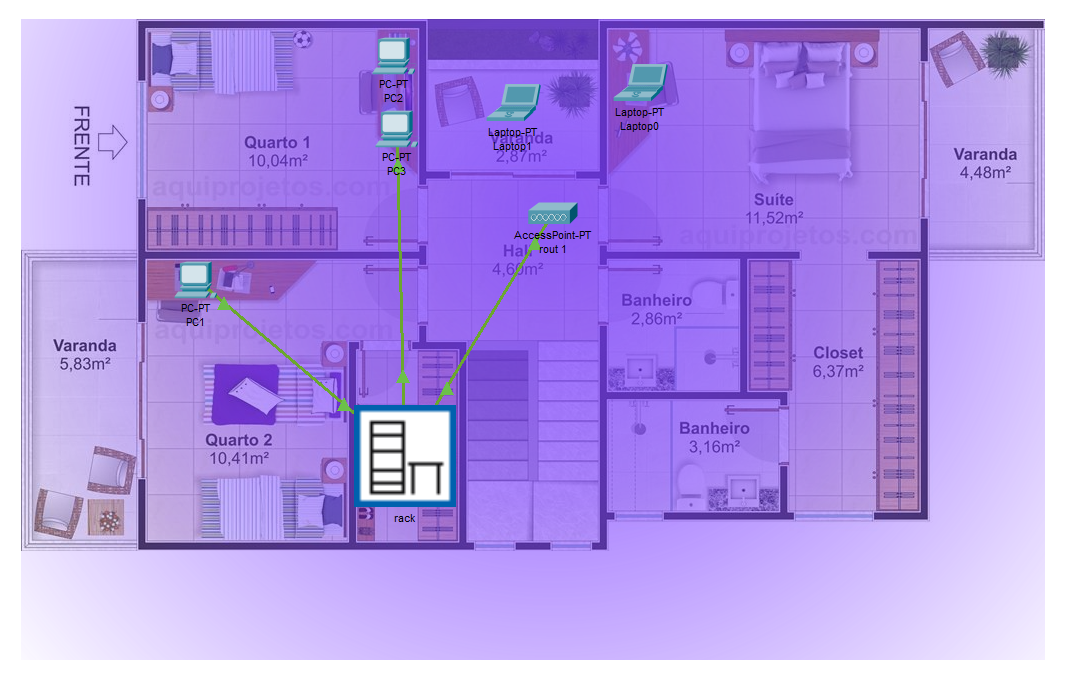 FRENTE
Quarto 1
10,04m²
aquiprojetos.com
PC-PT
PC2
PC-PT
PC3
Laptop-PT
Laptop1
Varanda
2,87m²
Laptop-PT
Laptop0
Suíte
11,52m²
aquiprojetos.com
Varanda
4,48m²
AccessPoint-PT
rout 1
Hall
4,60m²
PC-PT
PC1
aquiprojetos.com
Varanda
5,83m²
Banheiro
2,86m²
Closet
6,37m²
Quarto 2
10,41m²
Banheiro
3,16m²
rack